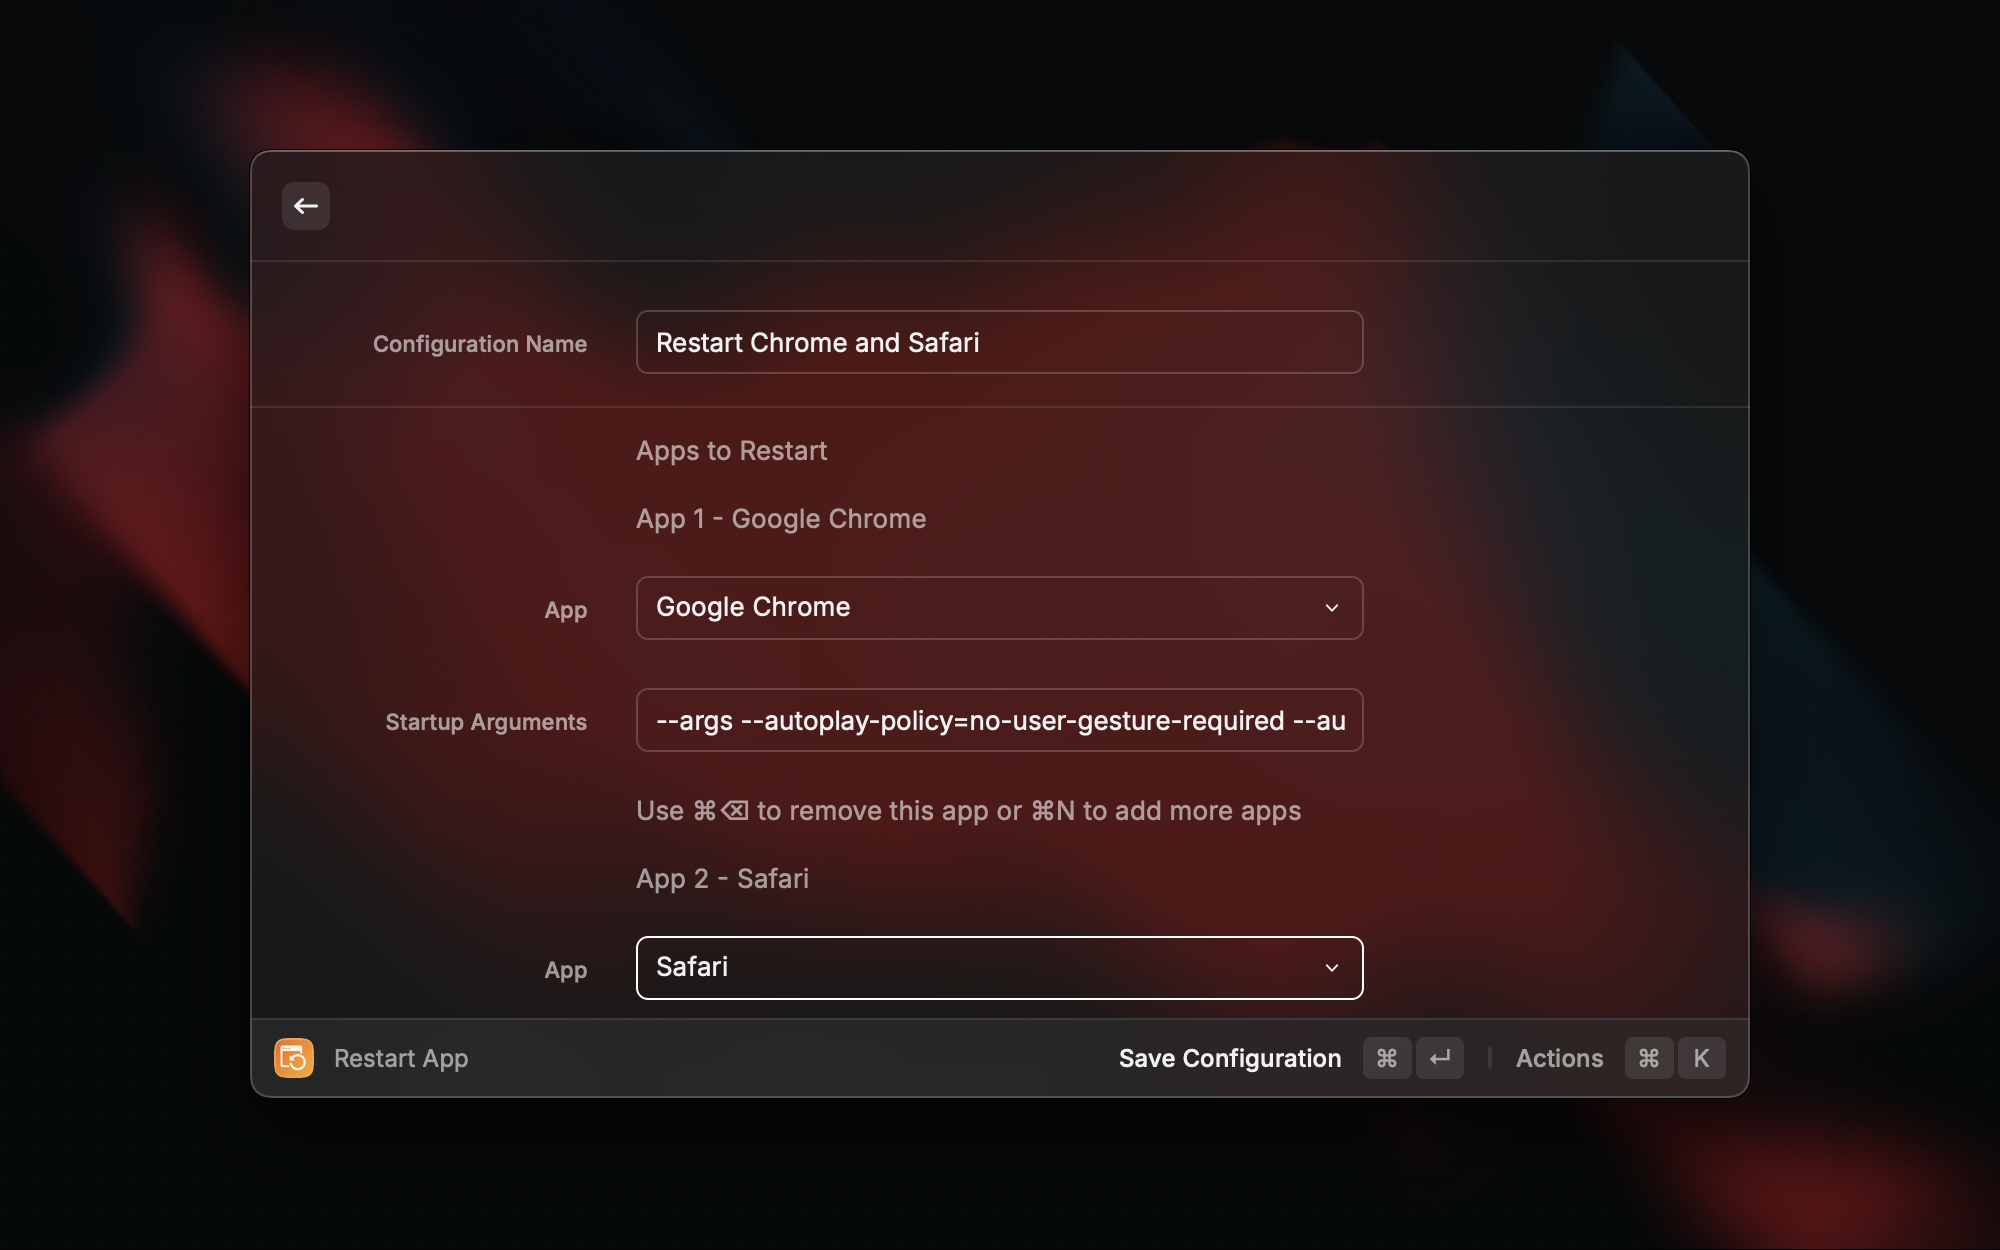 Configuration Name
Restart Chrome and Safari
Apps to Restart
App 1 - Google Chrome
App
Google Chrome
Startup Arguments
--args --autoplay-policy=no-user-gesture-required --au
Use ⌘⌫ to remove this app or ⌘N to add more apps
App 2 - Safari
App
Safari
Restart App
Save Configuration ⌘ ↵
Actions ⌘ K